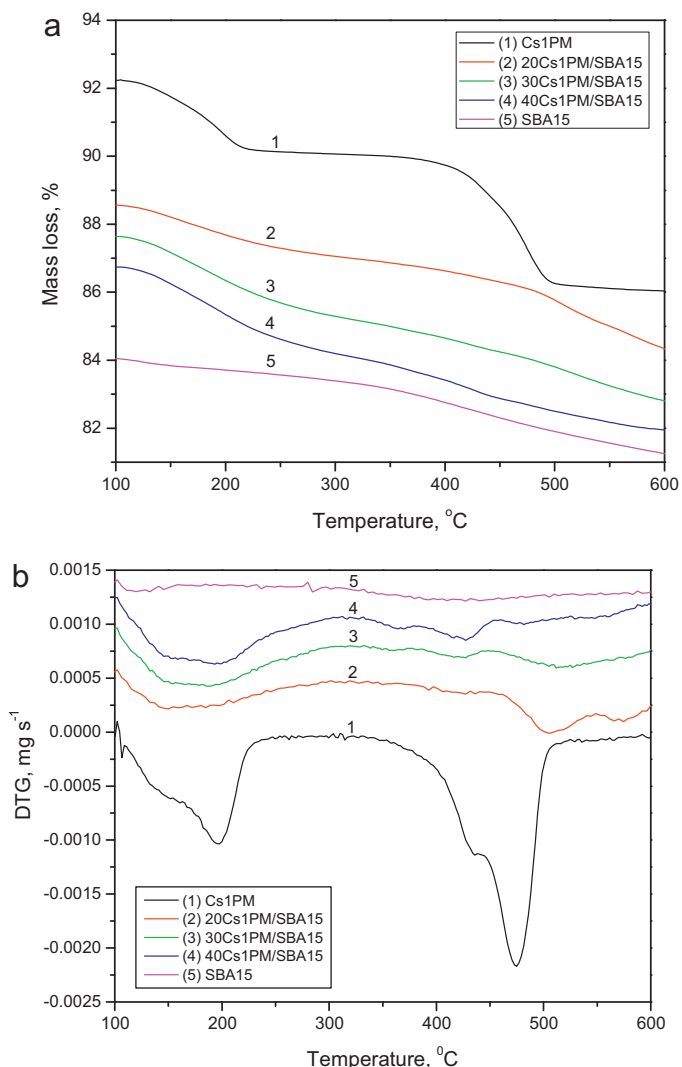 a
(1) Cs1PM
(2) 20Cs1PM/SBA15
(3) 30Cs1PM/SBA15
(4) 40Cs1PM/SBA15
(5) SBA15
94
92
90
88
86
84
82
Mass loss, %
1
2
3
4
5
100 200 300 400 500 600
Temperature, °C
b
0.0015
0.0010
0.0005
0.0000
-0.0005
-0.0010
-0.0015
-0.0020
-0.0025
DTG, mg s⁻¹
5
4
3
2
1
(1) Cs1PM
(2) 20Cs1PM/SBA15
(3) 30Cs1PM/SBA15
(4) 40Cs1PM/SBA15
(5) SBA15
100 200 300 400 500 600
Temperature, ⁰C